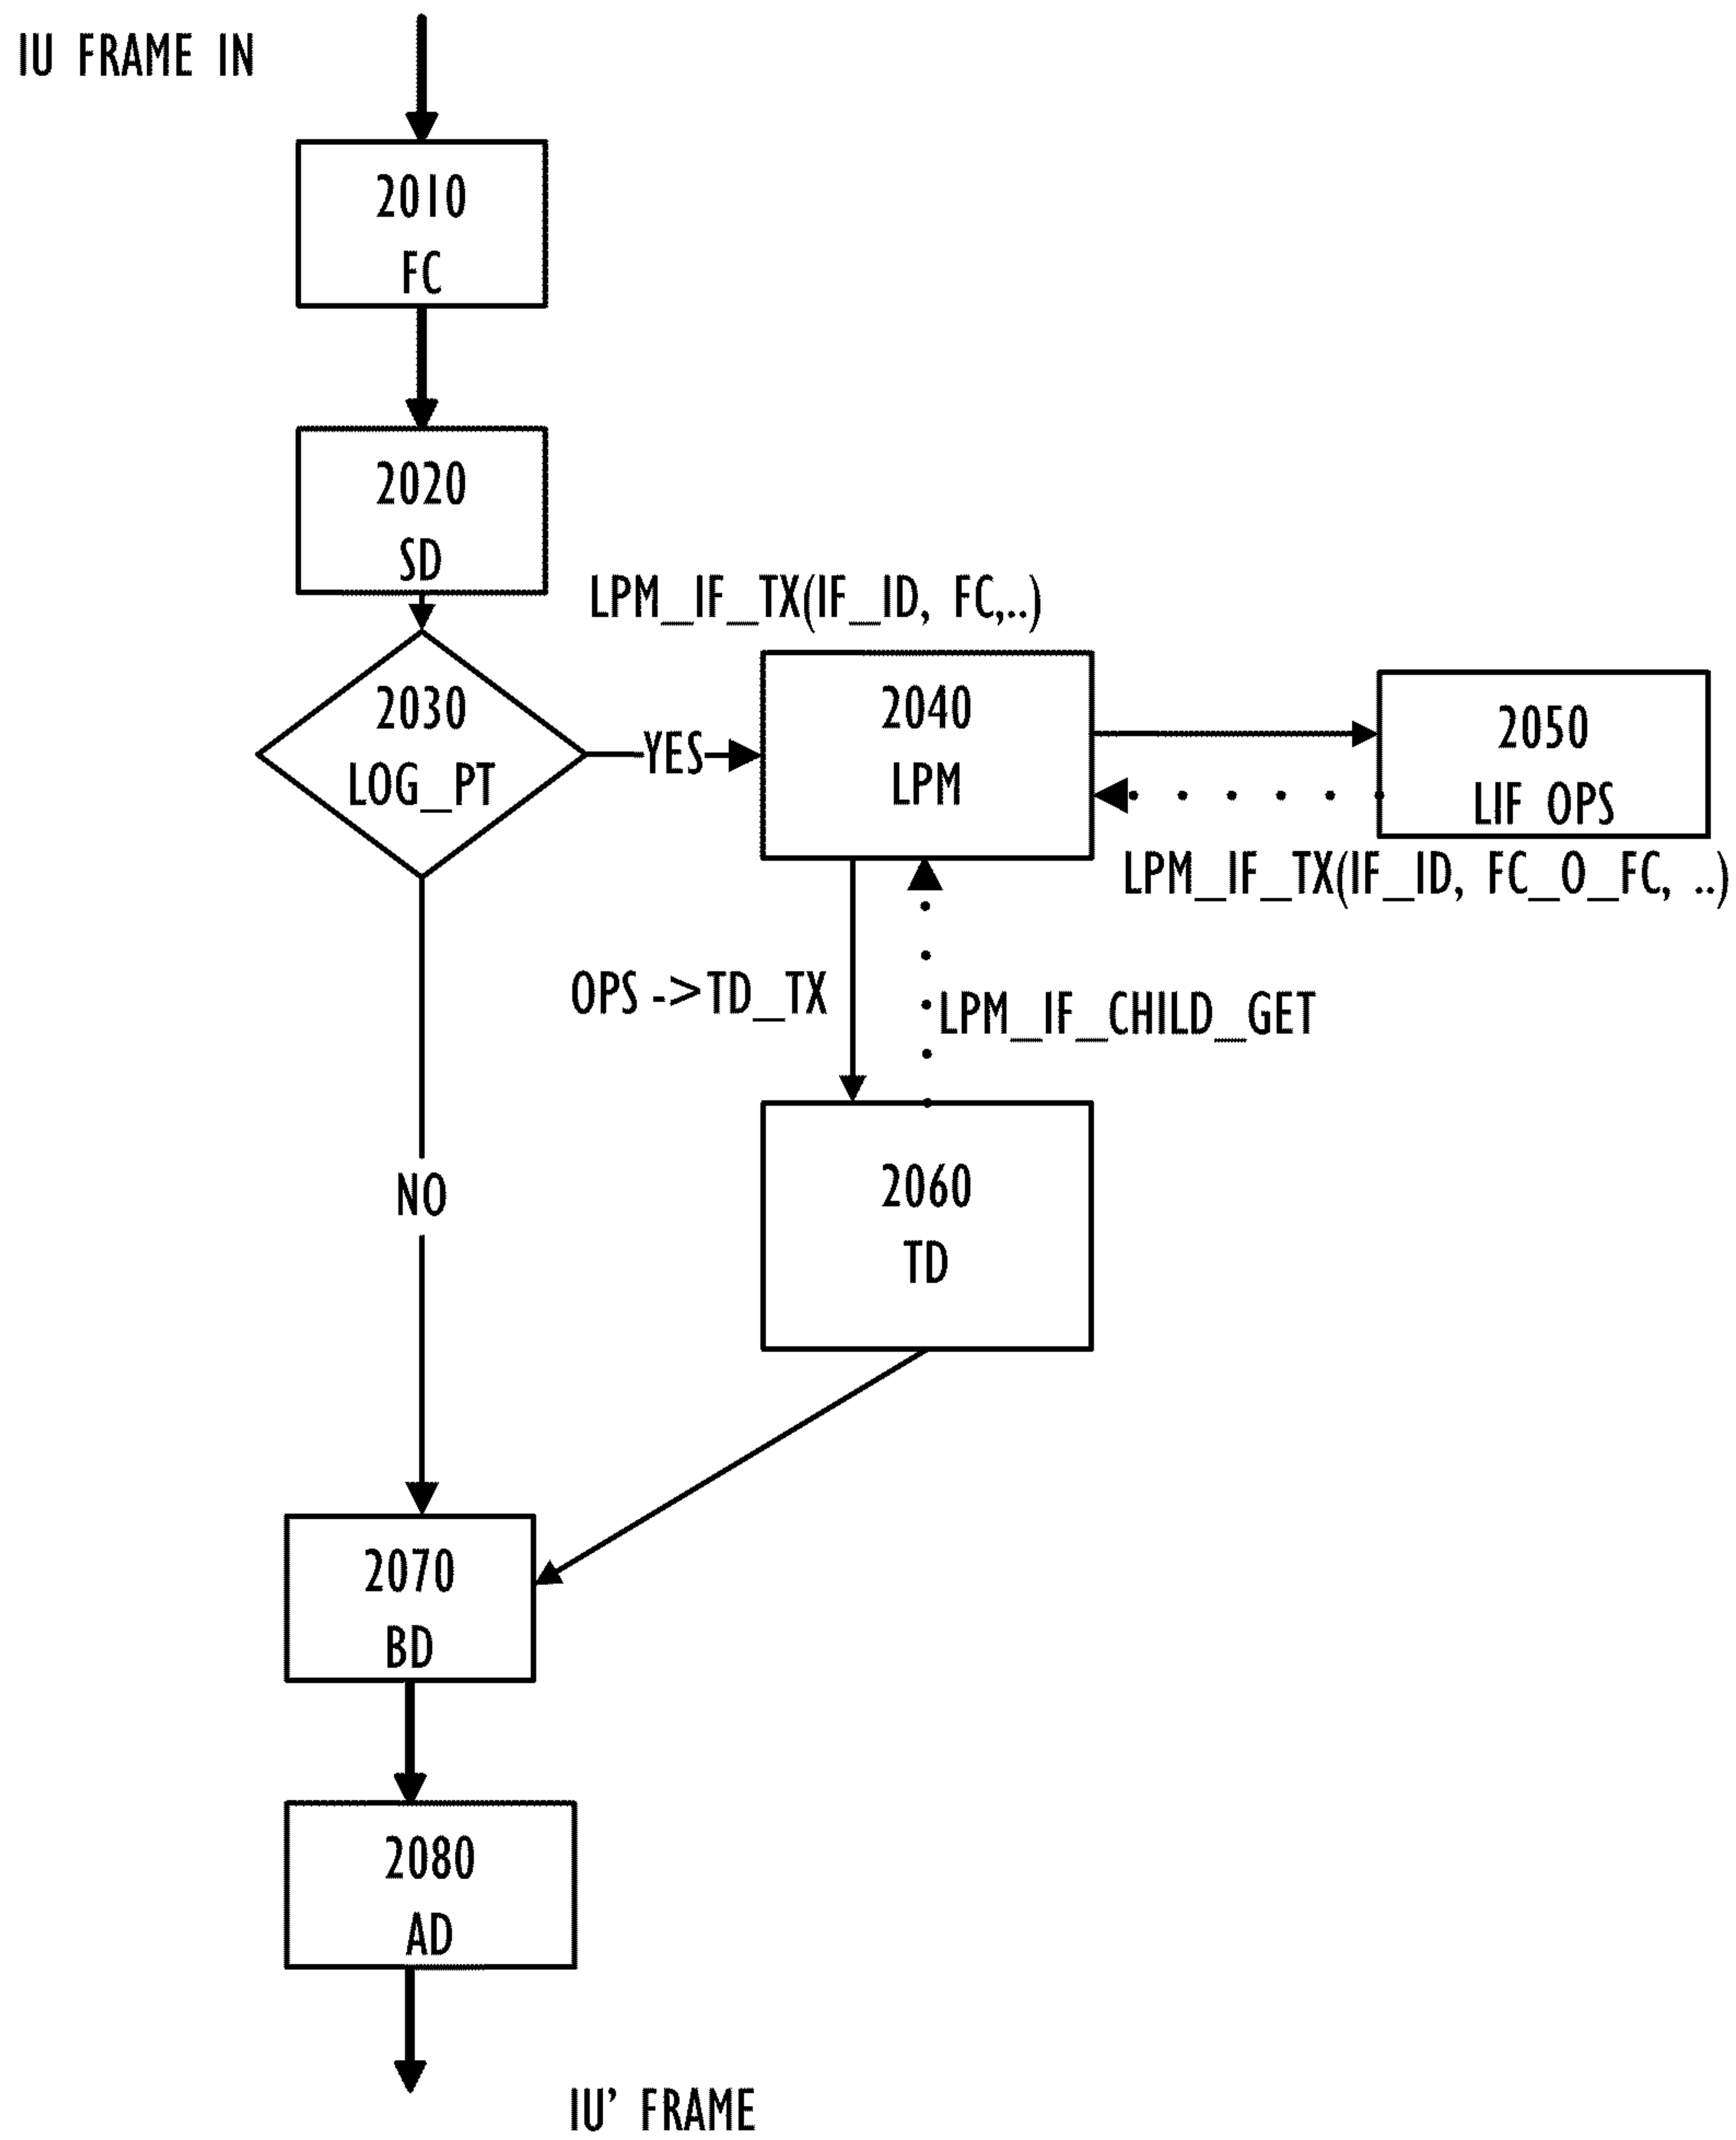 IU FRAME IN
2010
FC
2020
SD
LPM_IF_TX(IF_ID, FC,..)
2030
LOG_PT
YES
2040
LPM
2050
LIF OPS
LPM_IF_TX(IF_ID, FC_O_FC, ..)
OPS ->TD_TX
LPM_IF_CHILD_GET
NO
2060
TD
2070
BD
2080
AD
IU' FRAME